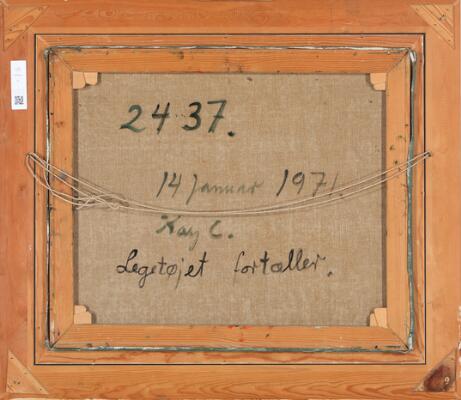 2437.
14 Januar 1971.
Kay C.
Legetøjet fortæller.